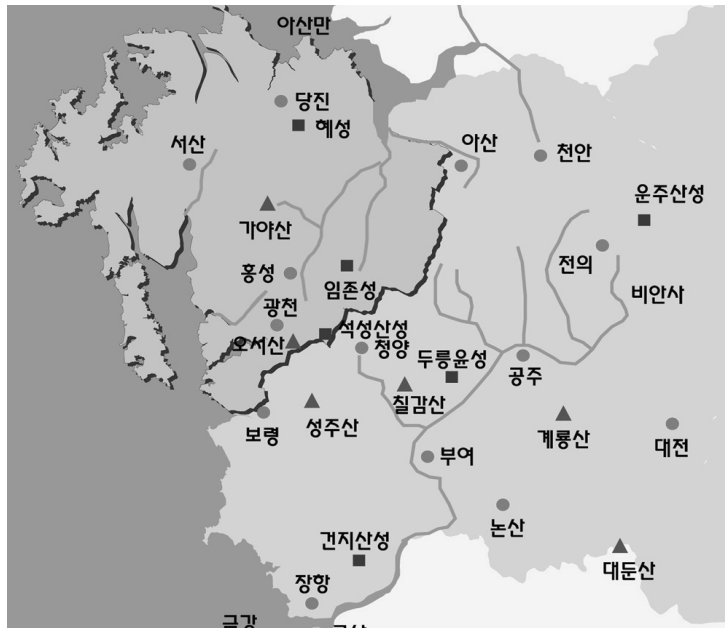 아산만
당진
혜성
서산
아산
천안
운주산성
가야산
전의
홍성
임존성
비안사
광천
석성산성
오서산
청양
두릉윤성
공주
칠갑산
보령
성주산
계룡산
대전
부여
논산
건지산성
대둔산
장항
금강